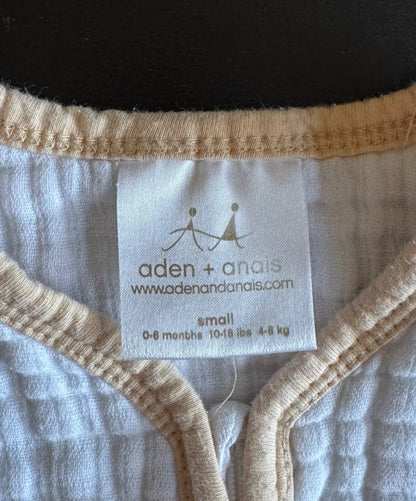 aden + anais
www.adenandanais.com
small
0-6 months 10-18 lbs 4-8 kg